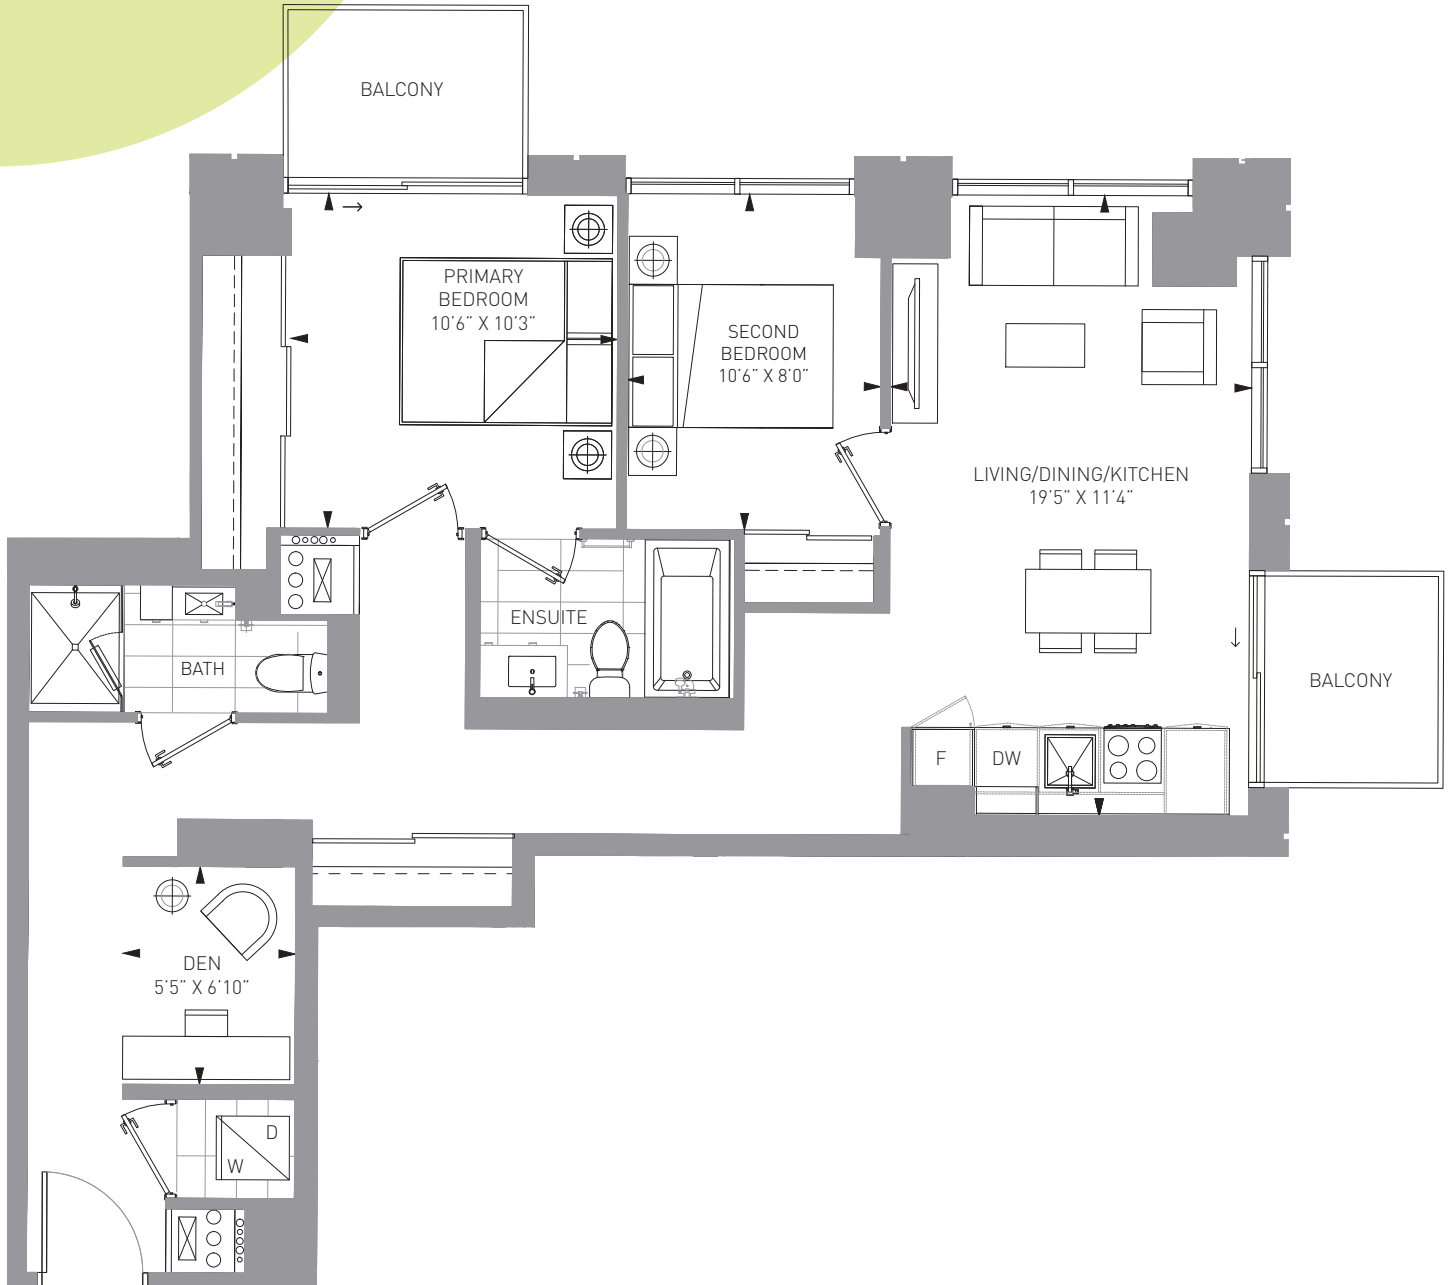 BALCONY
PRIMARY
BEDROOM
10'6" X 10'3"
SECOND
BEDROOM
10'6" X 8'0"
LIVING/DINING/KITCHEN
19'5" X 11'4"
ENSUITE
BATH
BALCONY
F
DW
DEN
5'5" X 6'10"
D
W